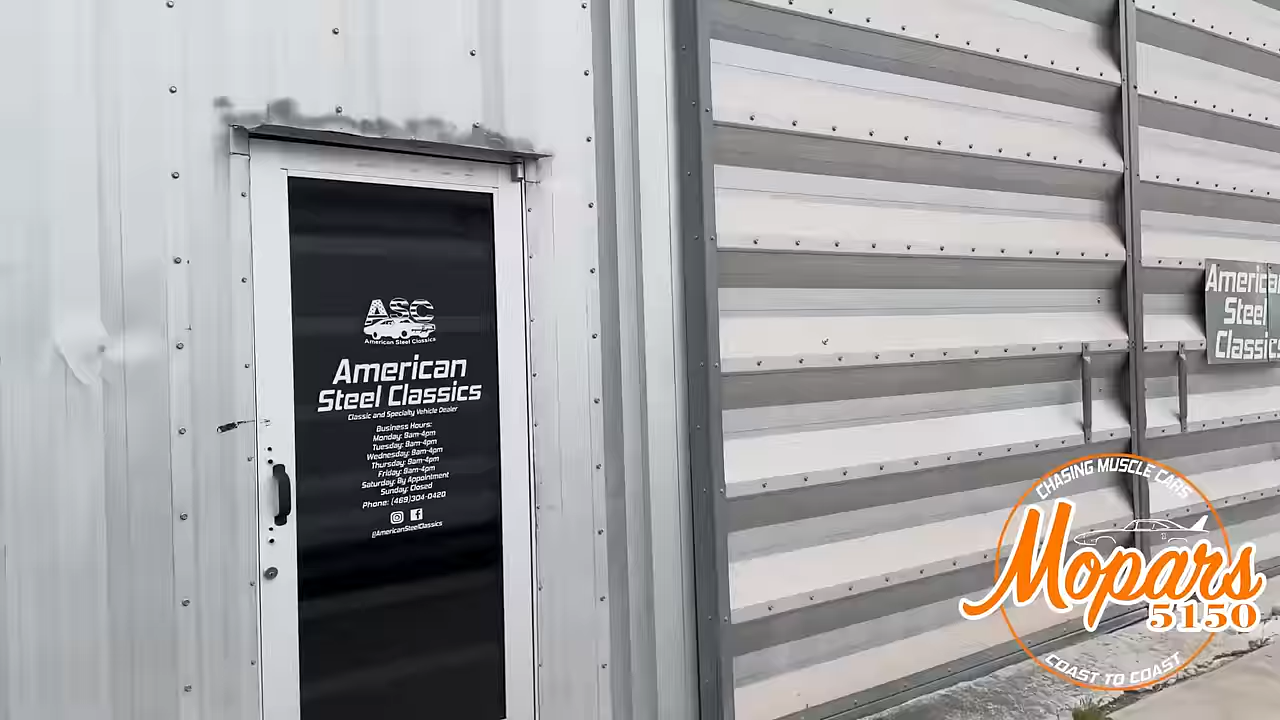 ASC
American Steel Classics
American
Steel Classics
Classic and Specialty Vehicle Dealer
Business Hours:
Monday: 8am-4pm
Tuesday: 8am-4pm
Wednesday: 8am-4pm
Thursday: 8am-4pm
Friday: 8am-4pm
Saturday: By Appointment
Sunday: Closed
Phone: (469)304-0420
@AmericanSteelClassics
American
Steel
Classics
CHASING MUSCLE CARS
Mopars
5150
COAST TO COAST